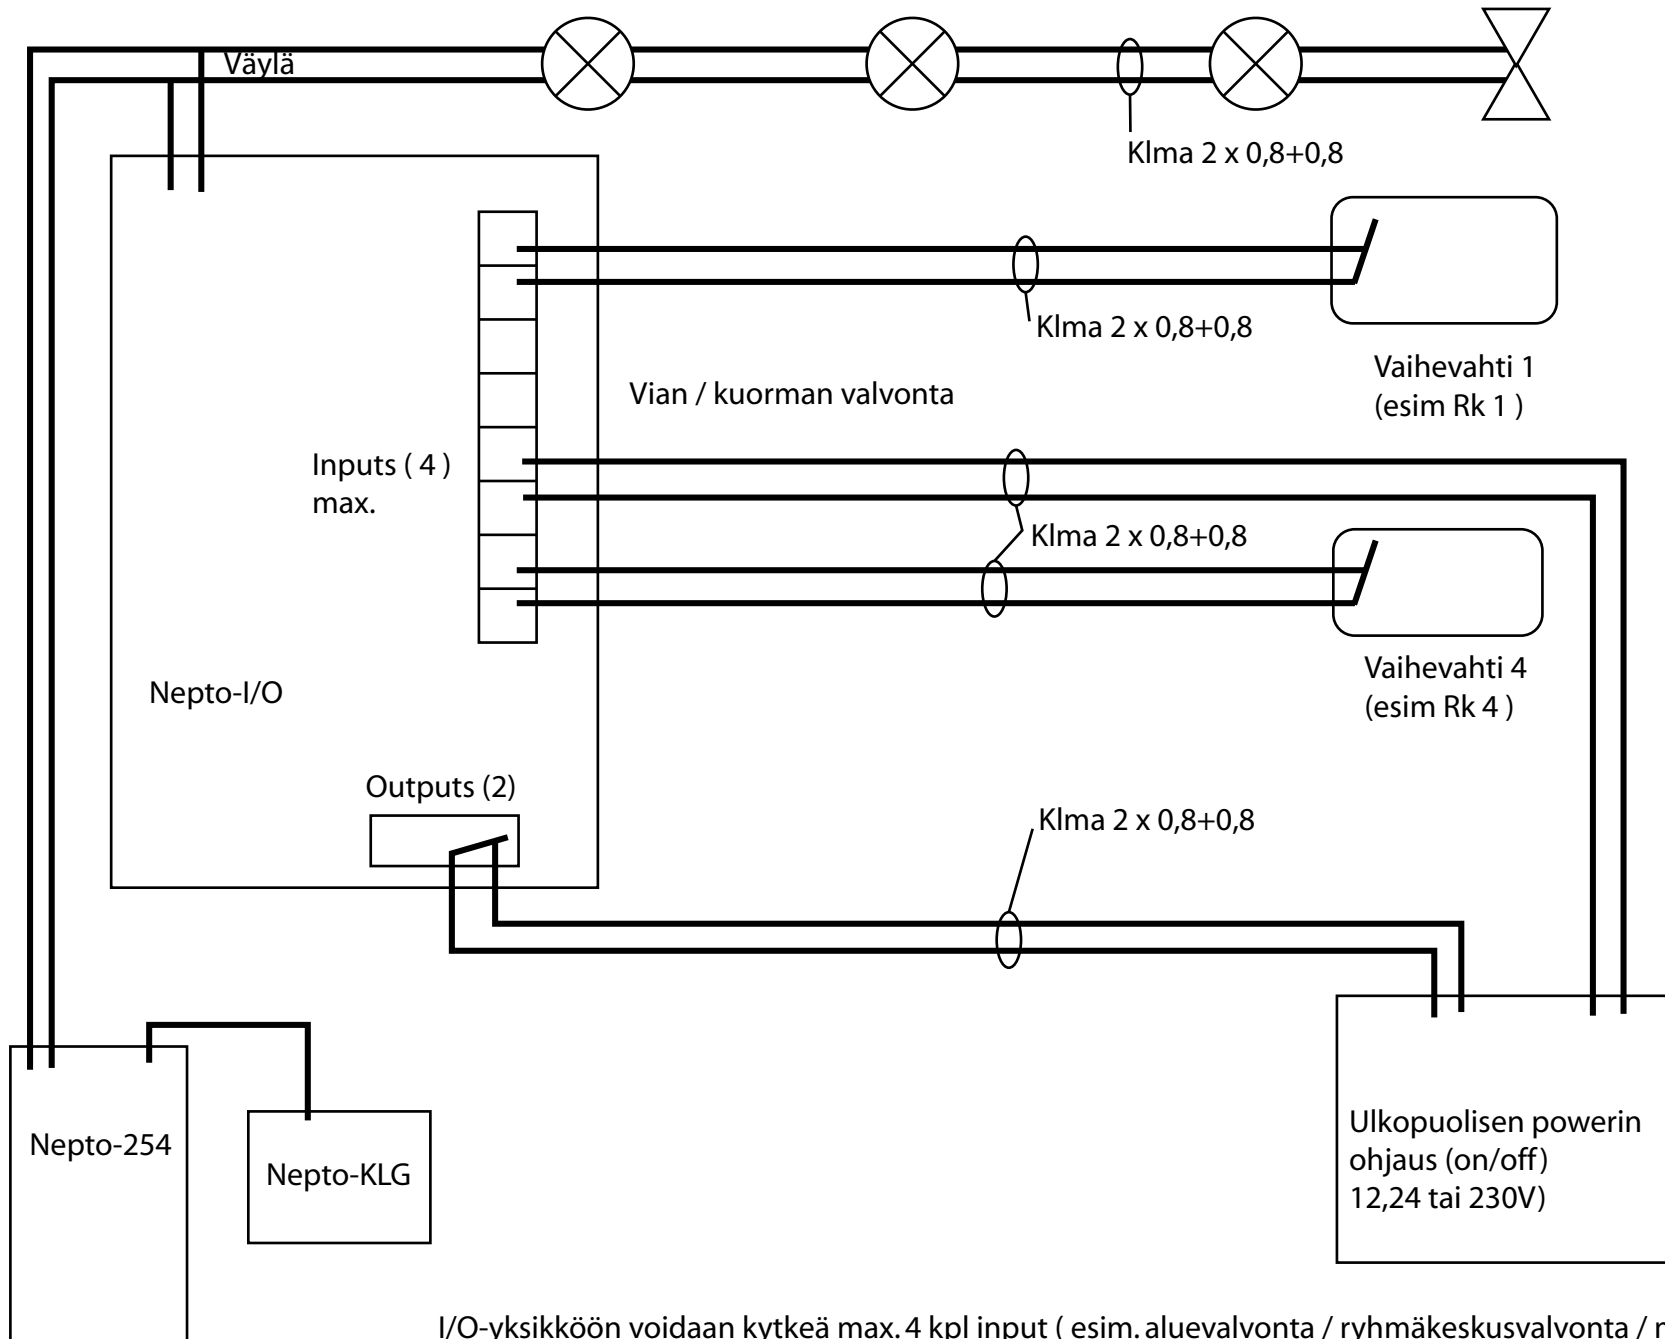 Väylä
Klma 2 x 0,8+0,8
Klma 2 x 0,8+0,8
Vaihevahti 1
(esim Rk 1 )
Vian / kuorman valvonta
Inputs ( 4 )
max.
Klma 2 x 0,8+0,8
Vaihevahti 4
(esim Rk 4 )
Nepto-I/O
Outputs (2)
Klma 2 x 0,8+0,8
Nepto-254
Nepto-KLG
Ulkopuolisen powerin
ohjaus (on/off)
12,24 tai 230V)
I/O-yksikköön voidaan kytkeä max. 4 kpl input ( esim. aluevalvonta / ryhmäkeskusvalvonta /